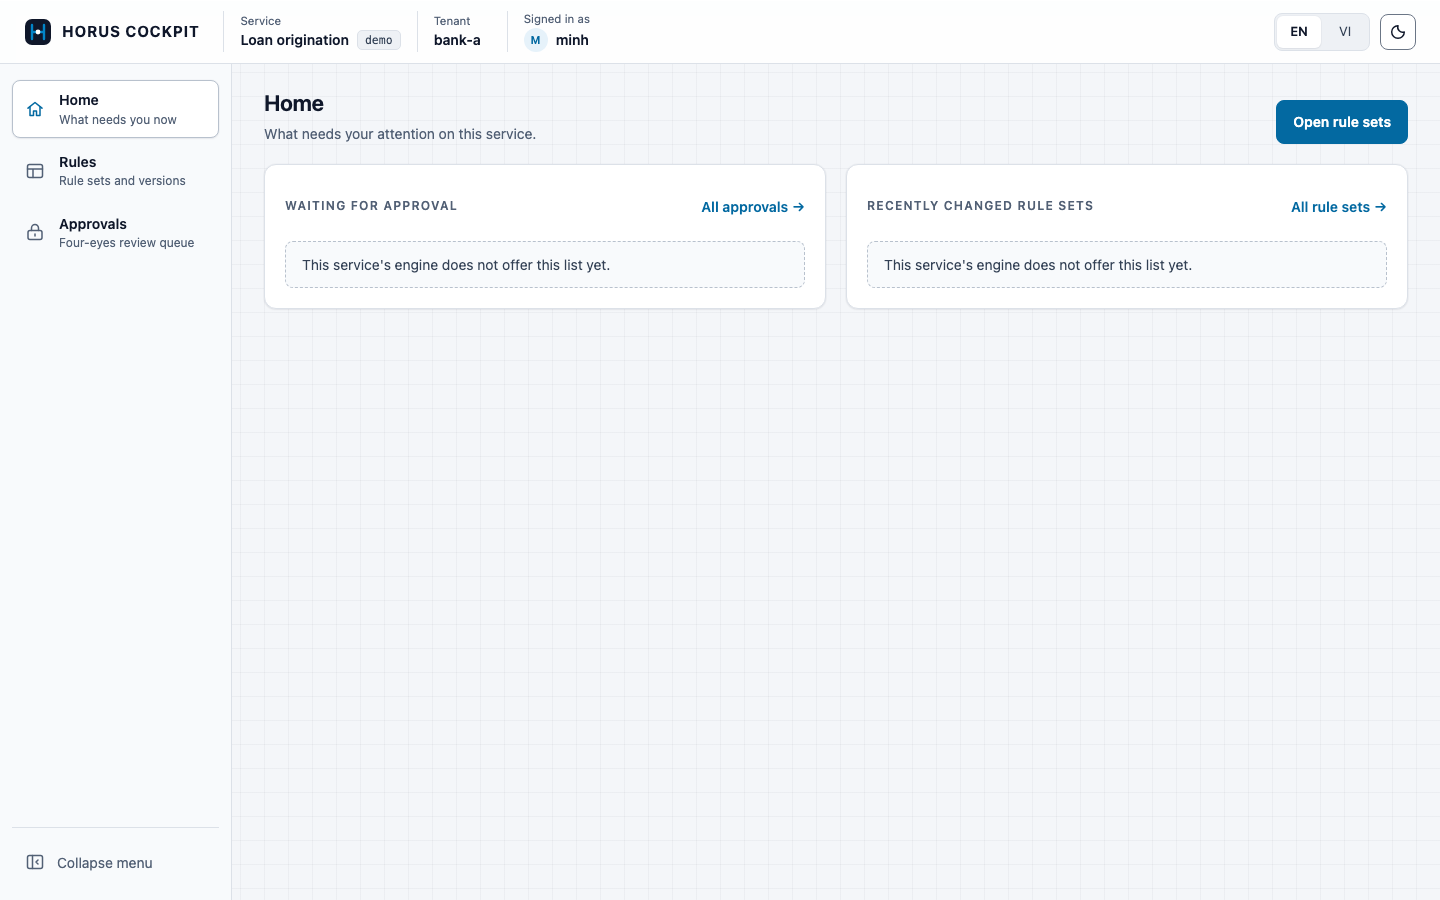 HORUS COCKPIT
Service
Loan origination demo
Tenant
bank-a
Signed in as
M minh
EN VI
Home
What needs you now
Rules
Rule sets and versions
Approvals
Four-eyes review queue
Collapse menu
Home
What needs your attention on this service.
Open rule sets
WAITING FOR APPROVAL
All approvals →
This service's engine does not offer this list yet.
RECENTLY CHANGED RULE SETS
All rule sets →
This service's engine does not offer this list yet.